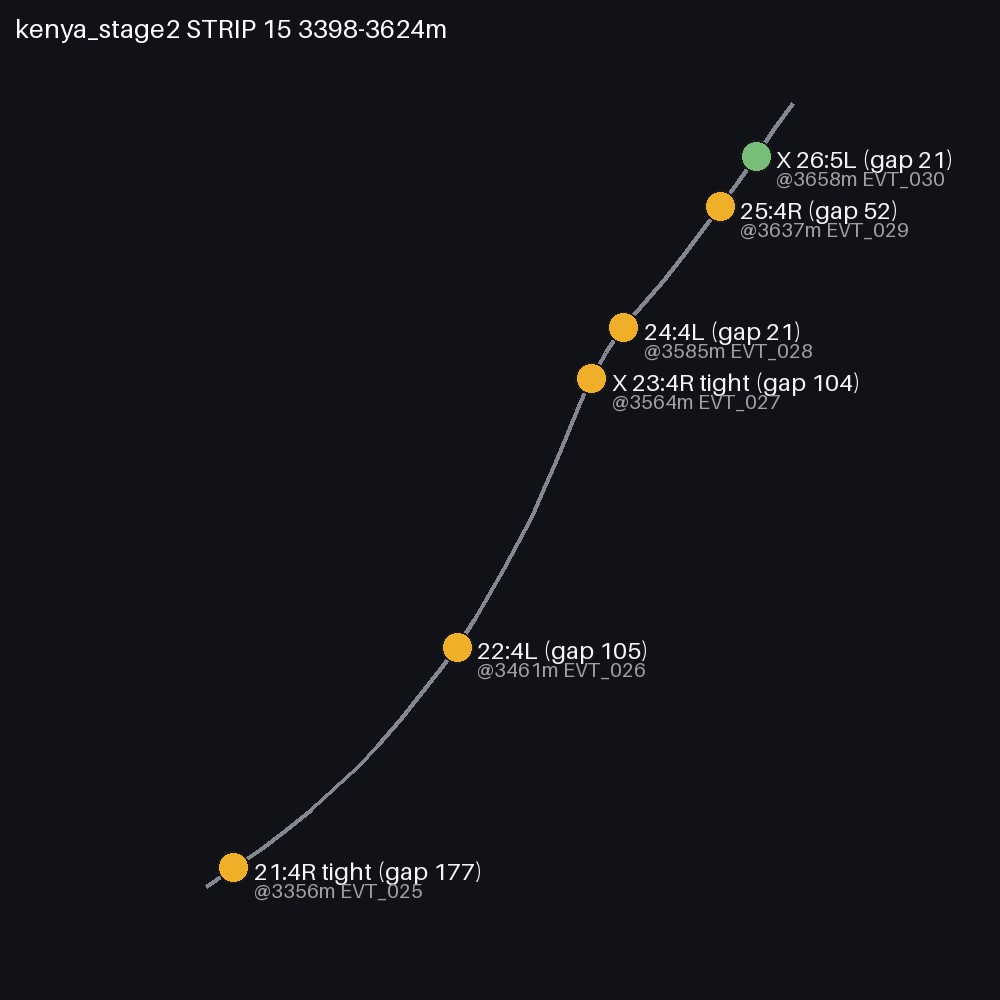 kenya_stage2 STRIP 15 3398-3624m
X 26:5L (gap 21)
@3658m EVT_030
25:4R (gap 52)
@3637m EVT_029
24:4L (gap 21)
@3585m EVT_028
X 23:4R tight (gap 104)
@3564m EVT_027
22:4L (gap 105)
@3461m EVT_026
21:4R tight (gap 177)
@3356m EVT_025